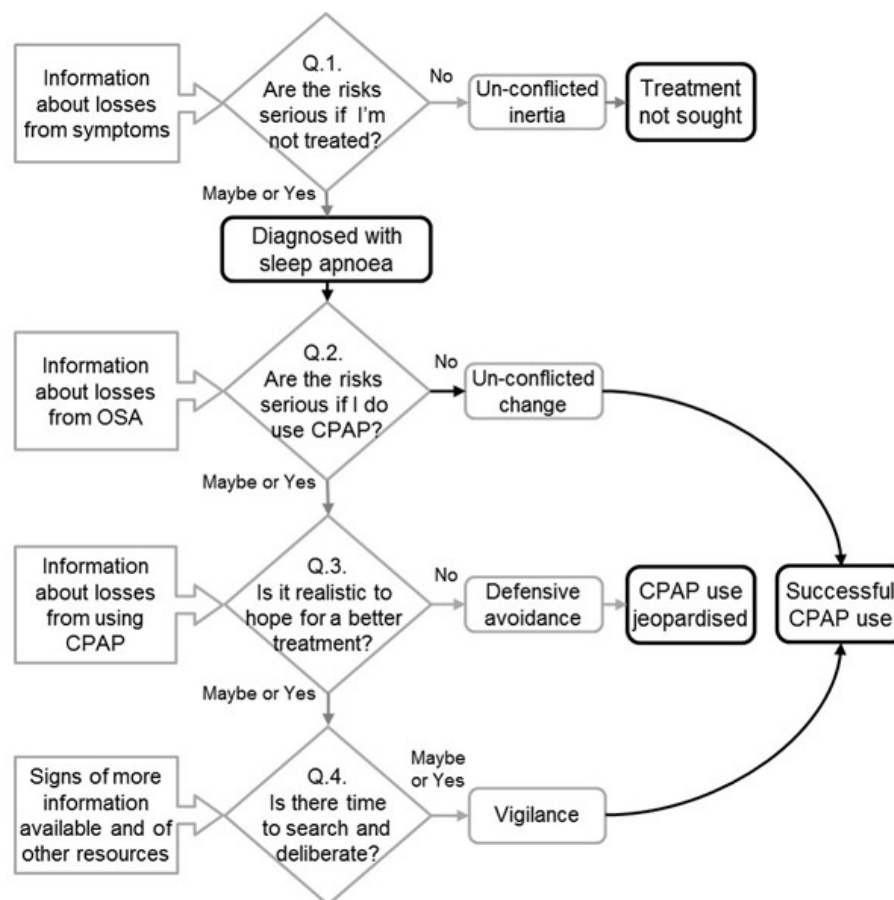 Information
about losses
from symptoms
Q.1.
Are the risks
serious if I'm
not treated?
No
Un-conflicted
inertia
Treatment
not sought
Maybe or Yes
Diagnosed with
sleep apnoea
Information
about losses
from OSA
Q.2.
Are the risks
serious if I do
use CPAP?
No
Un-conflicted
change
Maybe or Yes
Information
about losses
from using
CPAP
Q.3.
Is it realistic to
hope for a better
treatment?
No
Defensive
avoidance
CPAP use
jeopardised
Successful
CPAP use
Maybe or Yes
Signs of more
information
available and of
other resources
Q.4.
Is there time
to search and
deliberate?
Maybe
or Yes
Vigilance